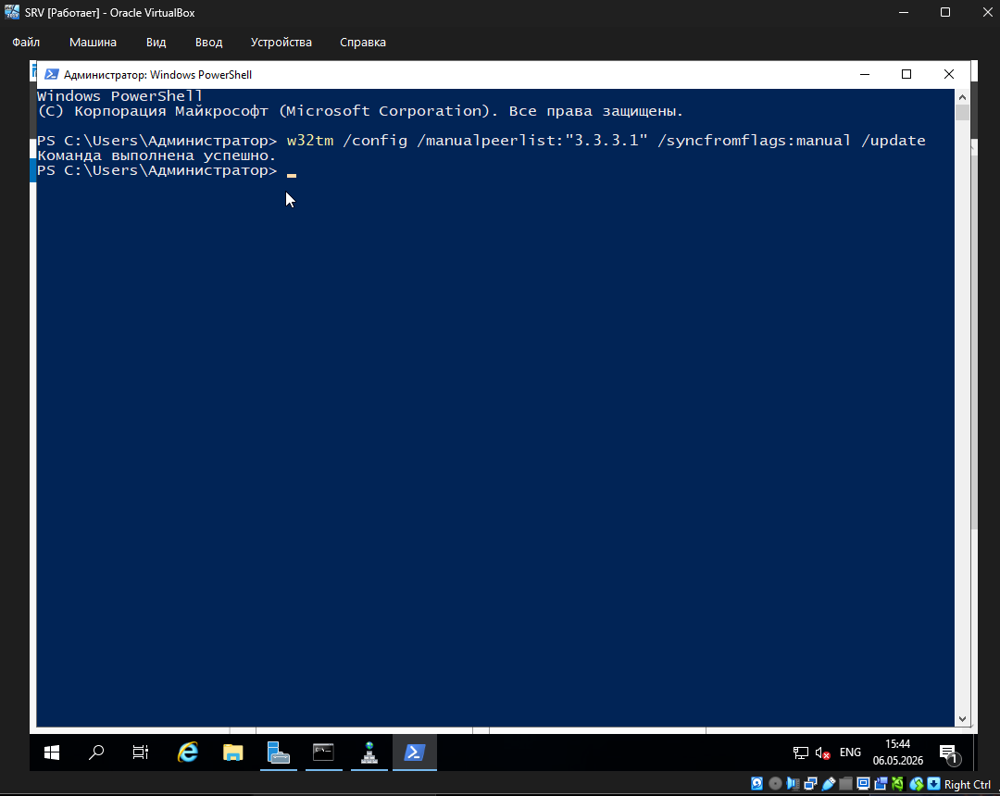 SRV [Работает] - Oracle VirtualBox
Файл Машина Вид Ввод Устройства Справка
Администратор: Windows PowerShell
Windows PowerShell
(C) Корпорация Майкрософт (Microsoft Corporation). Все права защищены.
PS C:\Users\Администратор> w32tm /config /manualpeerlist:"3.3.3.1" /syncfromflags:manual /update
Команда выполнена успешно.
PS C:\Users\Администратор>
ENG
15:44
06.05.2026
1
Right Ctrl